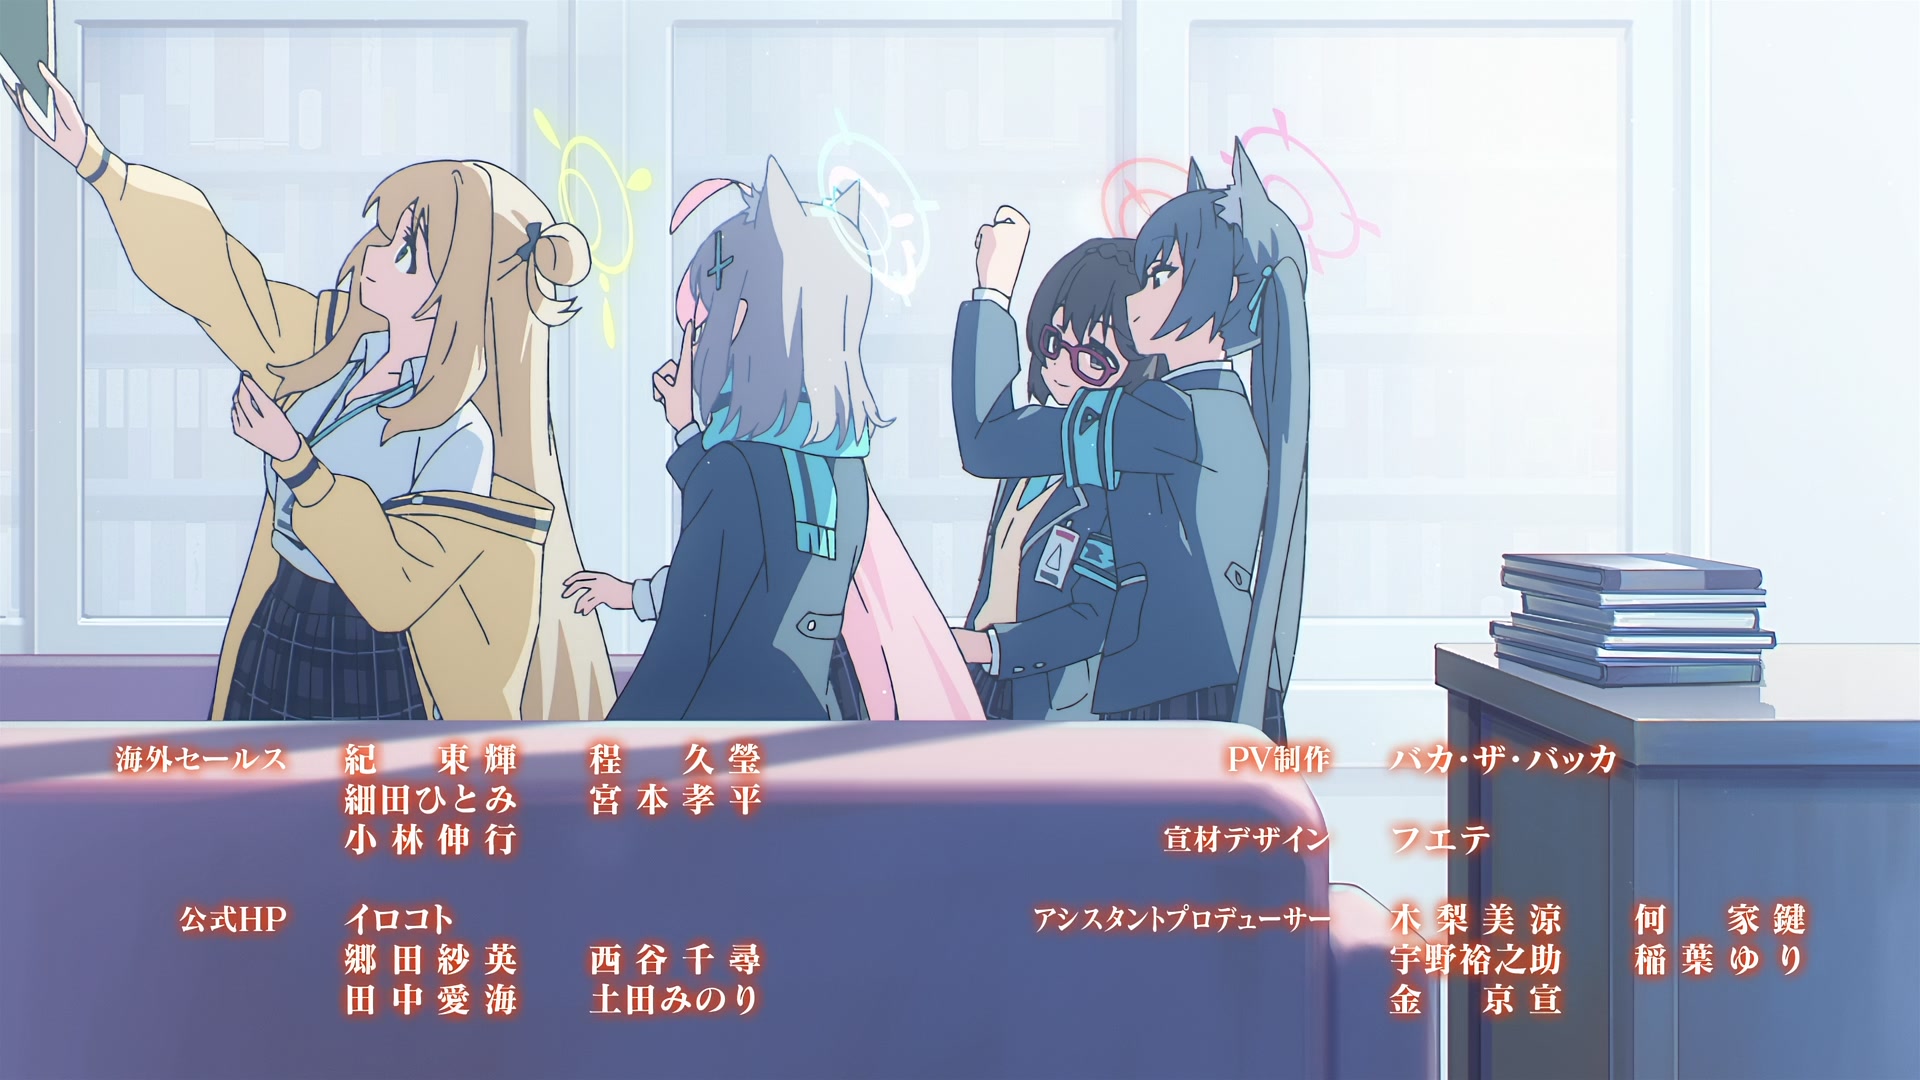 海外セールス 紀東輝 程久瑩
細田ひとみ 宮本孝平
小林伸行
公式HP イロコト
郷田紗英 西谷千尋
田中愛海 土田みのり
PV制作 バカ・ザ・バッカ
宣材デザイン フエテ
アシスタントプロデューサー 木梨美涼 何家鍵
宇野裕之助 稲葉ゆり
金京宣